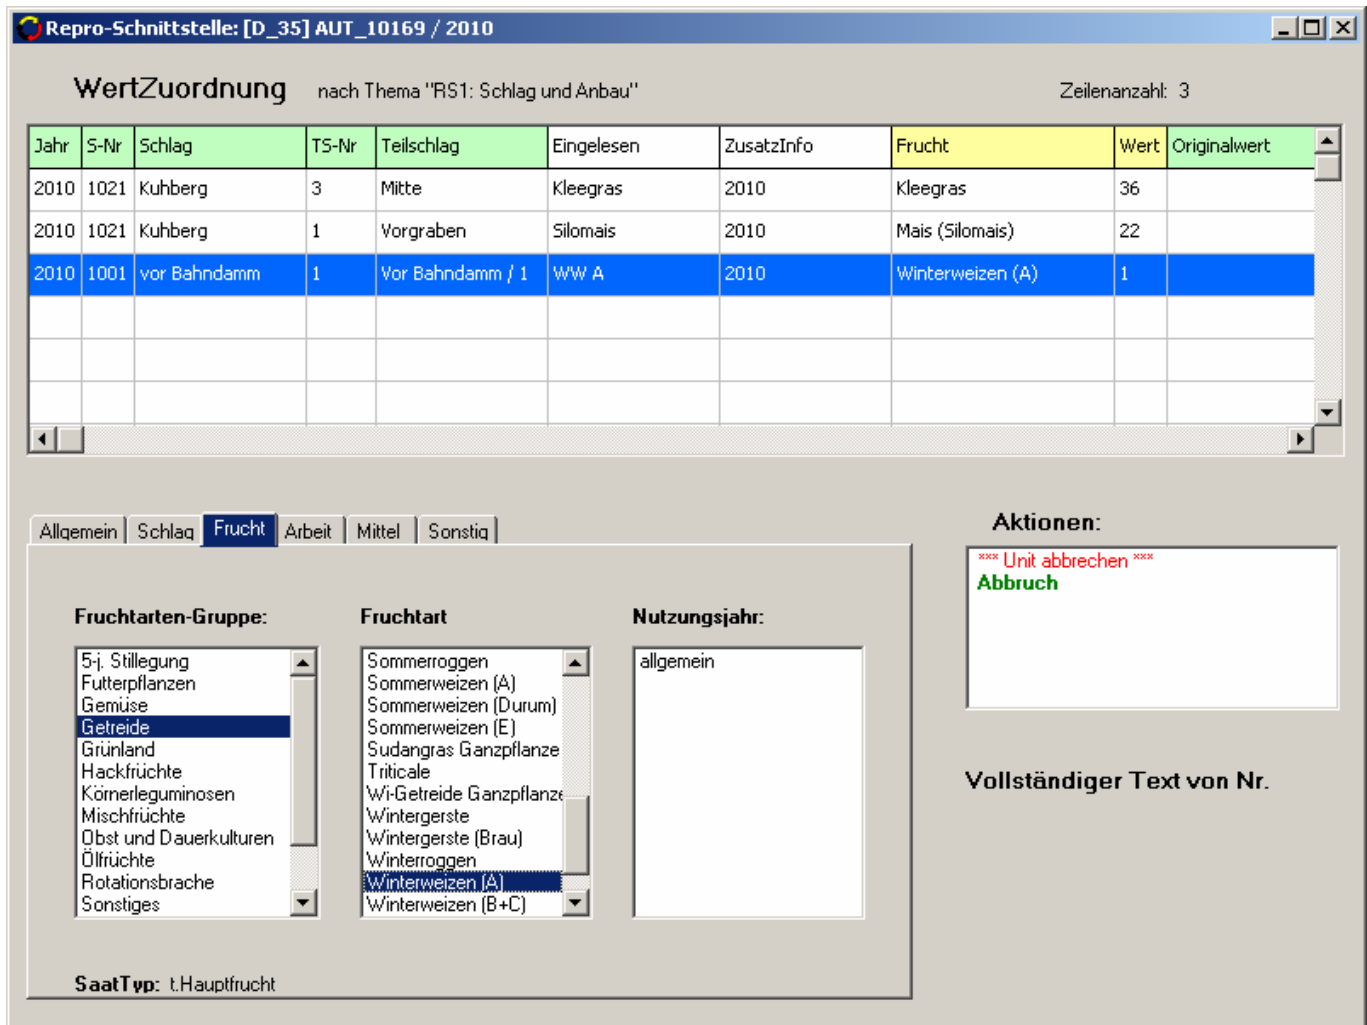 Repro-Schnittstelle: [D_35] AUT_10169 / 2010
WertZuordnung nach Thema "RS1: Schlag und Anbau" Zeilenanzahl: 3
Jahr S-Nr Schlag TS-Nr Teilschlag Eingelesen ZusatzInfo Frucht Wert Originalwert
2010 1021 Kuhberg 3 Mitte Kleegras 2010 Kleegras 36
2010 1021 Kuhberg 1 Vorgraben Silomais 2010 Mais (Silomais) 22
2010 1001 vor Bahndamm 1 Vor Bahndamm / 1 WW A 2010 Winterweizen (A) 1
Allgemein Schlag Frucht Arbeit Mittel Sonstig
Fruchtarten-Gruppe:
5-j. Stillegung
Futterpflanzen
Gemüse
Getreide
Grünland
Hackfrüchte
Körnerleguminosen
Mischfrüchte
Obst und Dauerkulturen
Ölfrüchte
Rotationsbrache
Sonstiges
Fruchtart
Sommerroggen
Sommerweizen (A)
Sommerweizen (Durum)
Sommerweizen (E)
Sudangras Ganzpflanze
Triticale
Wi-Getreide Ganzpflanze
Wintergerste
Wintergerste (Brau)
Winterroggen
Winterweizen (A)
Winterweizen (B+C)
Nutzungsjahr:
allgemein
SaatTyp: t.Hauptfrucht
Aktionen:
*** Unit abbrechen ***
Abbruch
Vollständiger Text von Nr.